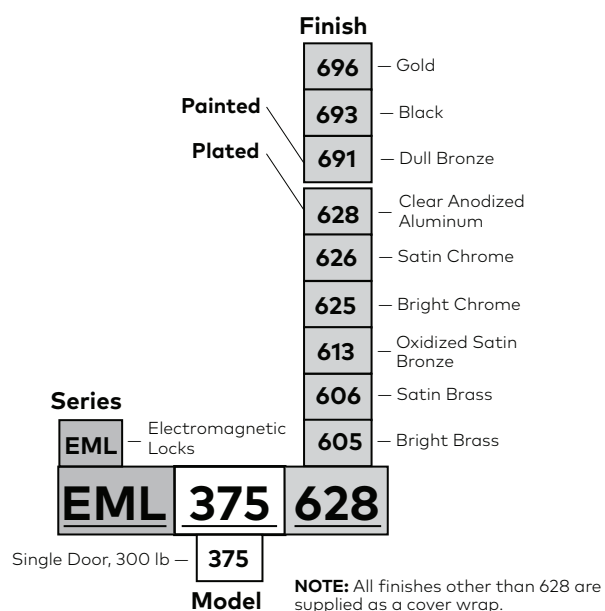 Finish
696 — Gold
Painted
693 — Black
Plated
691 — Dull Bronze
628 — Clear Anodized
Aluminum
626 — Satin Chrome
625 — Bright Chrome
613 — Oxidized Satin
Bronze
606 — Satin Brass
Series
EML — Electromagnetic
Locks
605 — Bright Brass
EML 375 628
Single Door, 300 lb — 375
Model
NOTE: All finishes other than 628 are
supplied as a cover wrap.